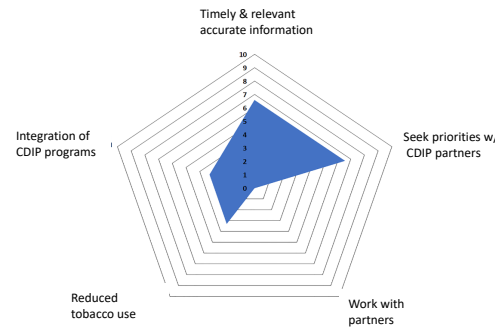 Timely & relevant
accurate information
10
9
8
7
6
5
4
3
2
1
0
Integration of
CDIP programs
Seek priorities w/
CDIP partners
Reduced
tobacco use
Work with
partners